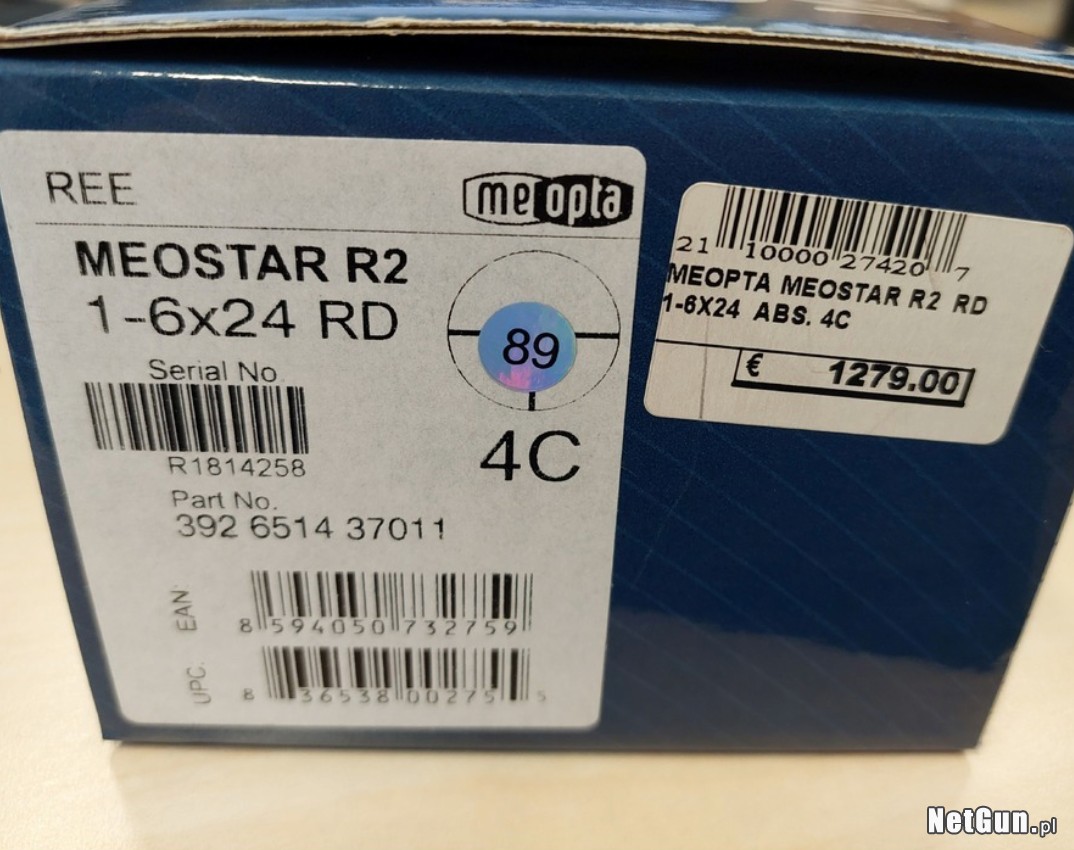 REE
meopta
MEOSTAR R2
1-6x24 RD
89
Serial No.
R1814258
4C
Part No.
392 6514 37011
EAN:
8 594050 732759
UPC:
8 36538 00275 5
21 10000 27420 7
MEOPTA MEOSTAR R2 RD
1-6X24 ABS. 4C
€ 1279.00
NetGun.pl